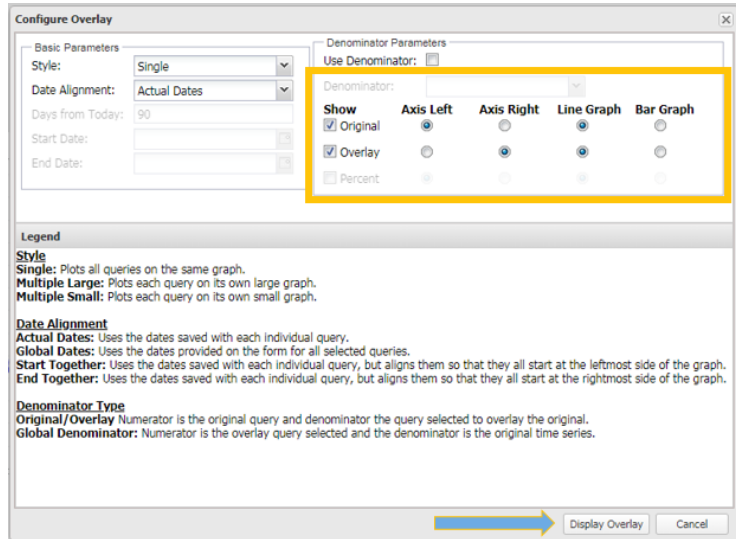 Configure Overlay
Basic Parameters
Style: Single
Date Alignment: Actual Dates
Days from Today: 90
Start Date:
End Date:
Denominator Parameters
Use Denominator:
Denominator:
Show Axis Left Axis Right Line Graph Bar Graph
Original
Overlay
Percent
Legend
Style
Single: Plots all queries on the same graph.
Multiple Large: Plots each query on its own large graph.
Multiple Small: Plots each query on its own small graph.
Date Alignment
Actual Dates: Uses the dates saved with each individual query.
Global Dates: Uses the dates provided on the form for all selected queries.
Start Together: Uses the dates saved with each individual query, but aligns them so that they all start at the leftmost side of the graph.
End Together: Uses the dates saved with each individual query, but aligns them so that they all start at the rightmost side of the graph.
Denominator Type
Original/Overlay Numerator is the original query and denominator the query selected to overlay the original.
Global Denominator: Numerator is the overlay query selected and the denominator is the original time series.
Display Overlay Cancel